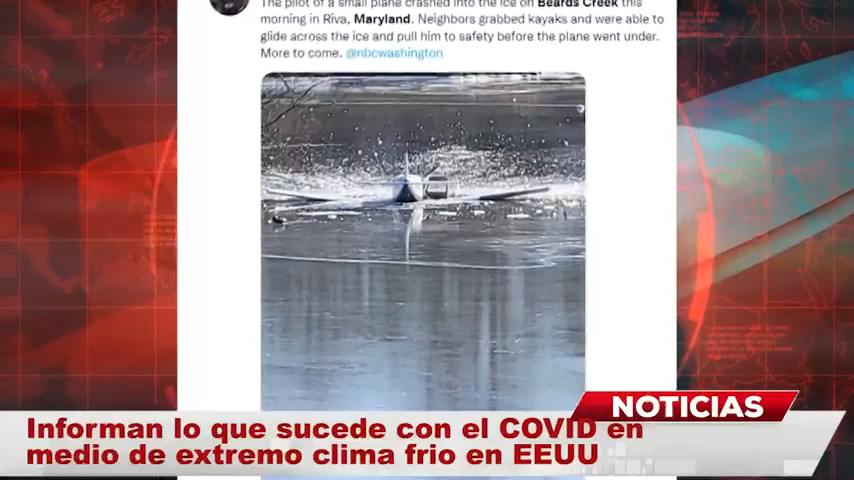 The pilot of a small plane crashed into the ice on Beards Creek this
morning in Riva, Maryland. Neighbors grabbed kayaks and were able to
glide across the ice and pull him to safety before the plane went under.
More to come. @nbcwashington
NOTICIAS
Informan lo que sucede con el COVID en
medio de extremo clima frio en EEUU